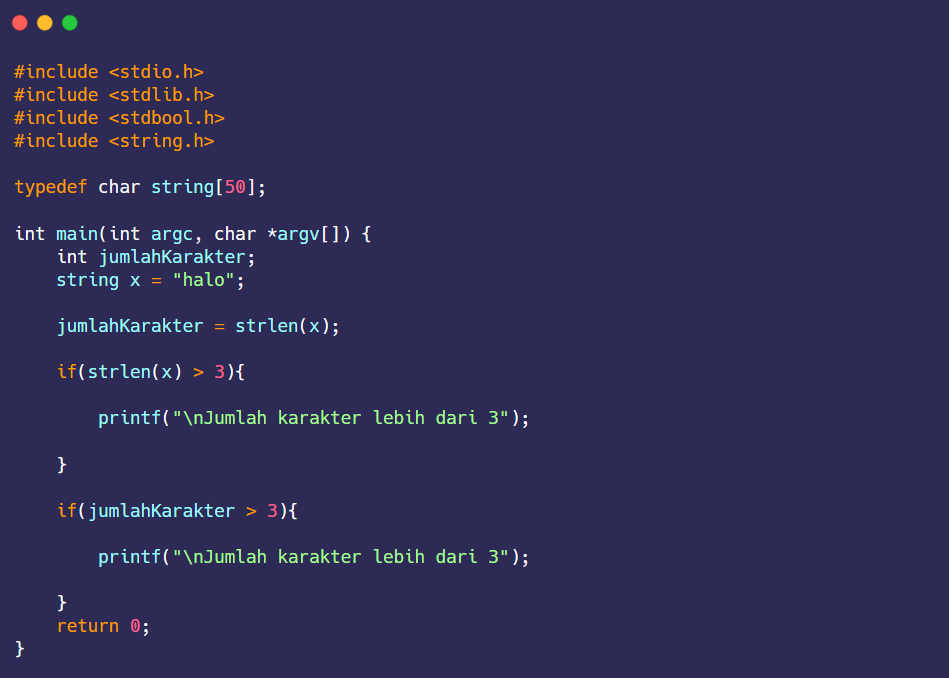 #include <stdio.h>
#include <stdlib.h>
#include <stdbool.h>
#include <string.h>

typedef char string[50];

int main(int argc, char *argv[]) {
    int jumlahKarakter;
    string x = "halo";

    jumlahKarakter = strlen(x);

    if(strlen(x) > 3){

        printf("\nJumlah karakter lebih dari 3");

    }

    if(jumlahKarakter > 3){

        printf("\nJumlah karakter lebih dari 3");

    }
    return 0;
}